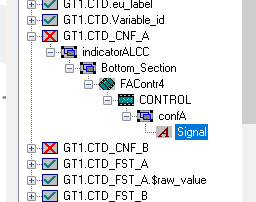 GT1.CTD.eu_label
GT1.CTD.Variable_id
GT1.CTD_CNF_A
indicatorALCC
Bottom_Section
FAContr4
CONTROL
confA
A Signal
GT1.CTD_CNF_B
GT1.CTD_FST_A
GT1.CTD_FST_A.$raw_value
GT1.CTD_FST_B